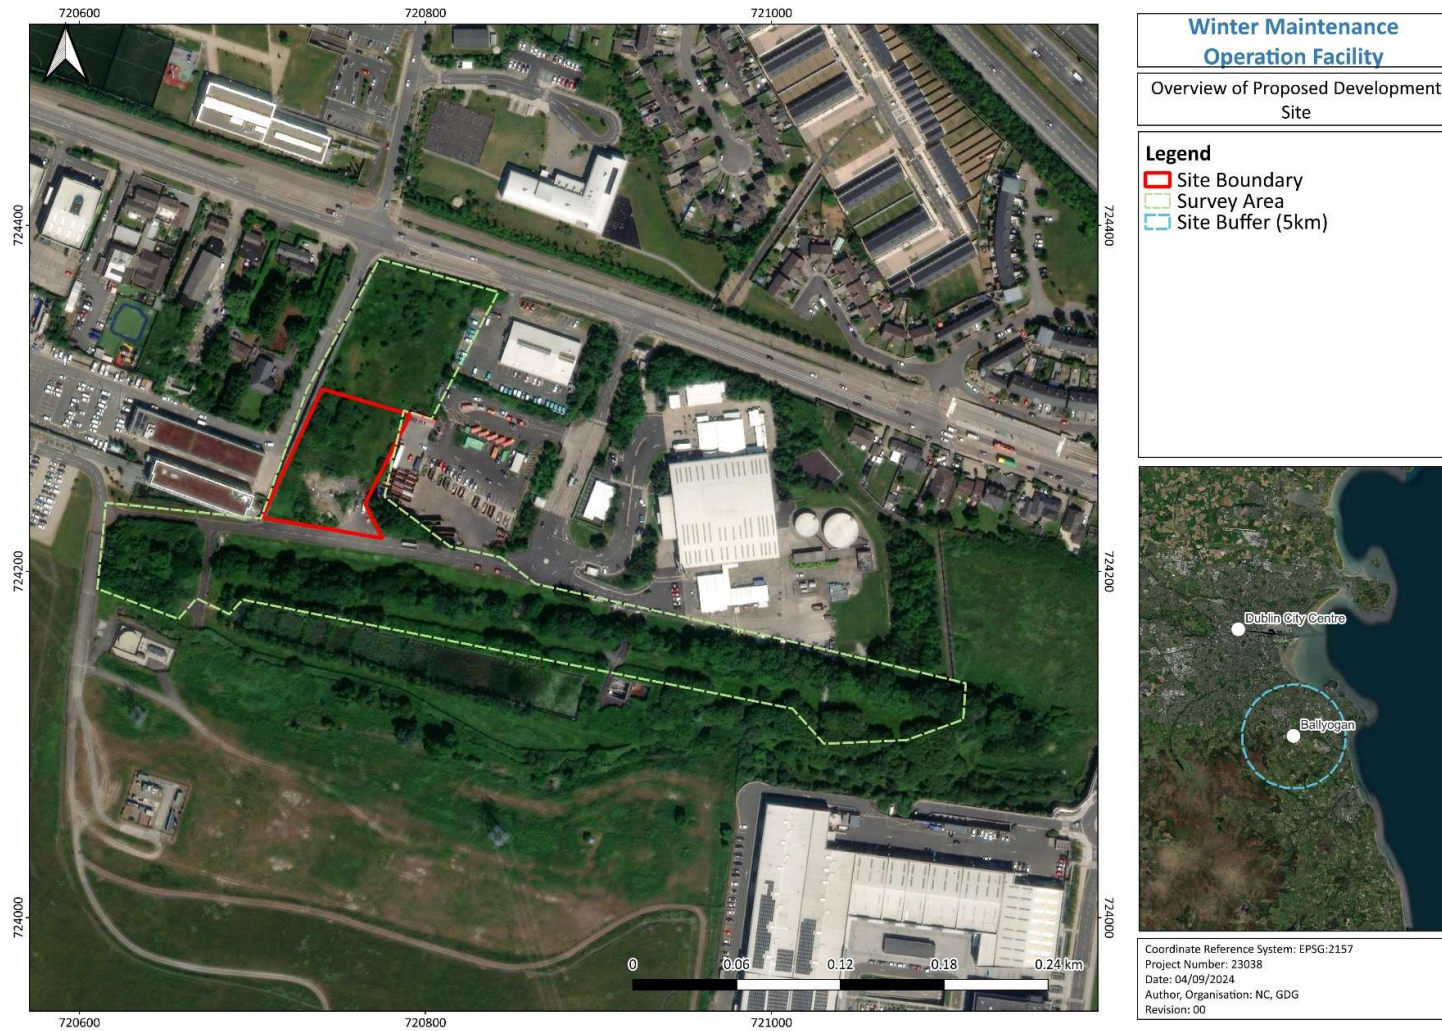 720600
720800
721000
724400
724400
724200
724200
724000
724000
0
0.06
0.12
0.18
0.24 km
720600
720800
721000
Winter Maintenance
Operation Facility
Overview of Proposed Development
Site
Legend
Site Boundary
Survey Area
Site Buffer (5km)
Dublin City Centre
Ballyogan
Coordinate Reference System: EPSG:2157
Project Number: 23038
Date: 04/09/2024
Author, Organisation: NC, GDG
Revision: 00